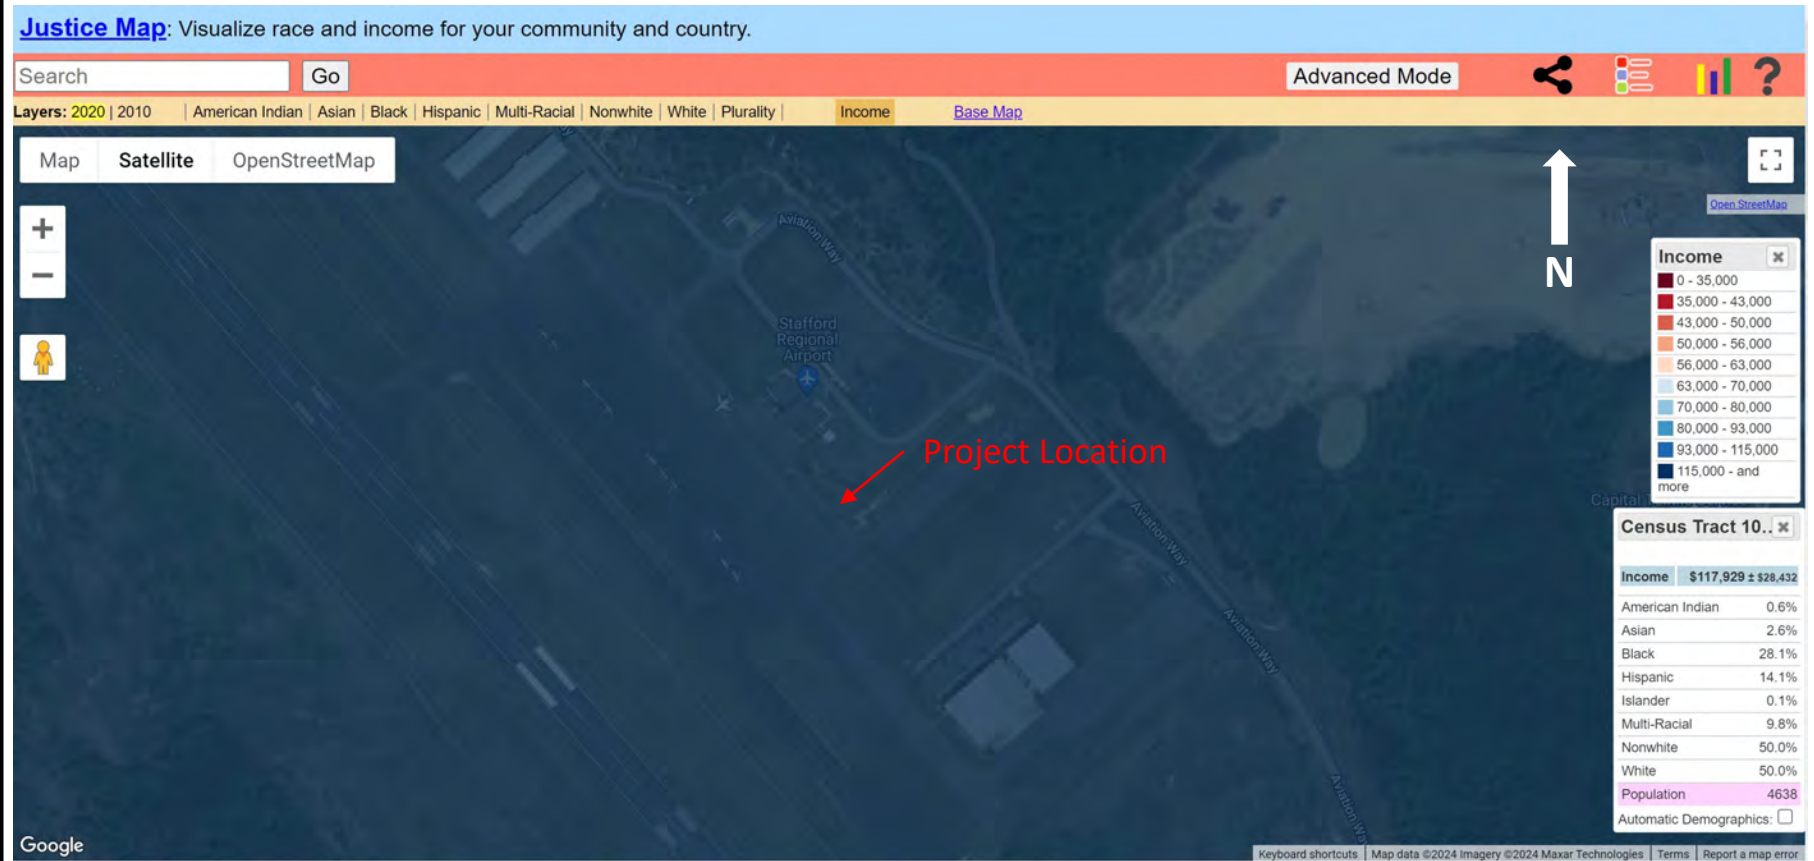 Justice Map: Visualize race and income for your community and country.
Search Go Advanced Mode ?
Layers: 2020 | 2010 | American Indian | Asian | Black | Hispanic | Multi-Racial | Nonwhite | White | Plurality | Income Base Map
Map Satellite OpenStreetMap
Open StreetMap
+
−
N
Aviation Way
Stafford
Regional
Airport
Project Location
Aviation Way
Aviation Way
Capital
Income
0 - 35,000
35,000 - 43,000
43,000 - 50,000
50,000 - 56,000
56,000 - 63,000
63,000 - 70,000
70,000 - 80,000
80,000 - 93,000
93,000 - 115,000
115,000 - and
more
Census Tract 10..
Income $117,929 ± $28,432
American Indian 0.6%
Asian 2.6%
Black 28.1%
Hispanic 14.1%
Islander 0.1%
Multi-Racial 9.8%
Nonwhite 50.0%
White 50.0%
Population 4638
Automatic Demographics:
Google
Keyboard shortcuts Map data ©2024 Imagery ©2024 Maxar Technologies Terms Report a map error